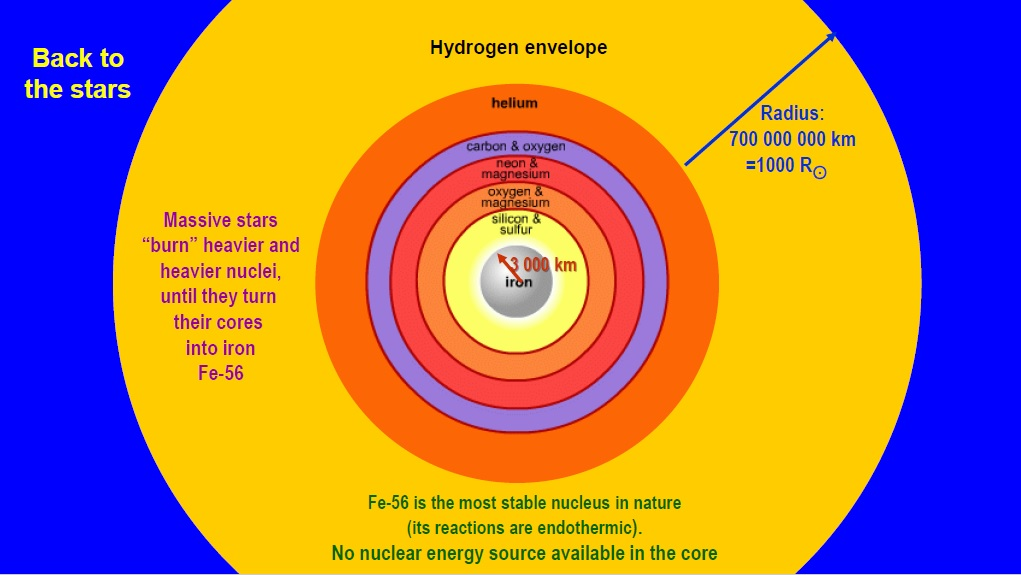 Back to
the stars
Hydrogen envelope
helium
carbon & oxygen
neon &
magnesium
oxygen &
magnesium
silicon &
sulfur
3 000 km
iron
Radius:
700 000 000 km
=1000 R☉
Massive stars
“burn” heavier and
heavier nuclei,
until they turn
their cores
into iron
Fe-56
Fe-56 is the most stable nucleus in nature
(its reactions are endothermic).
No nuclear energy source available in the core